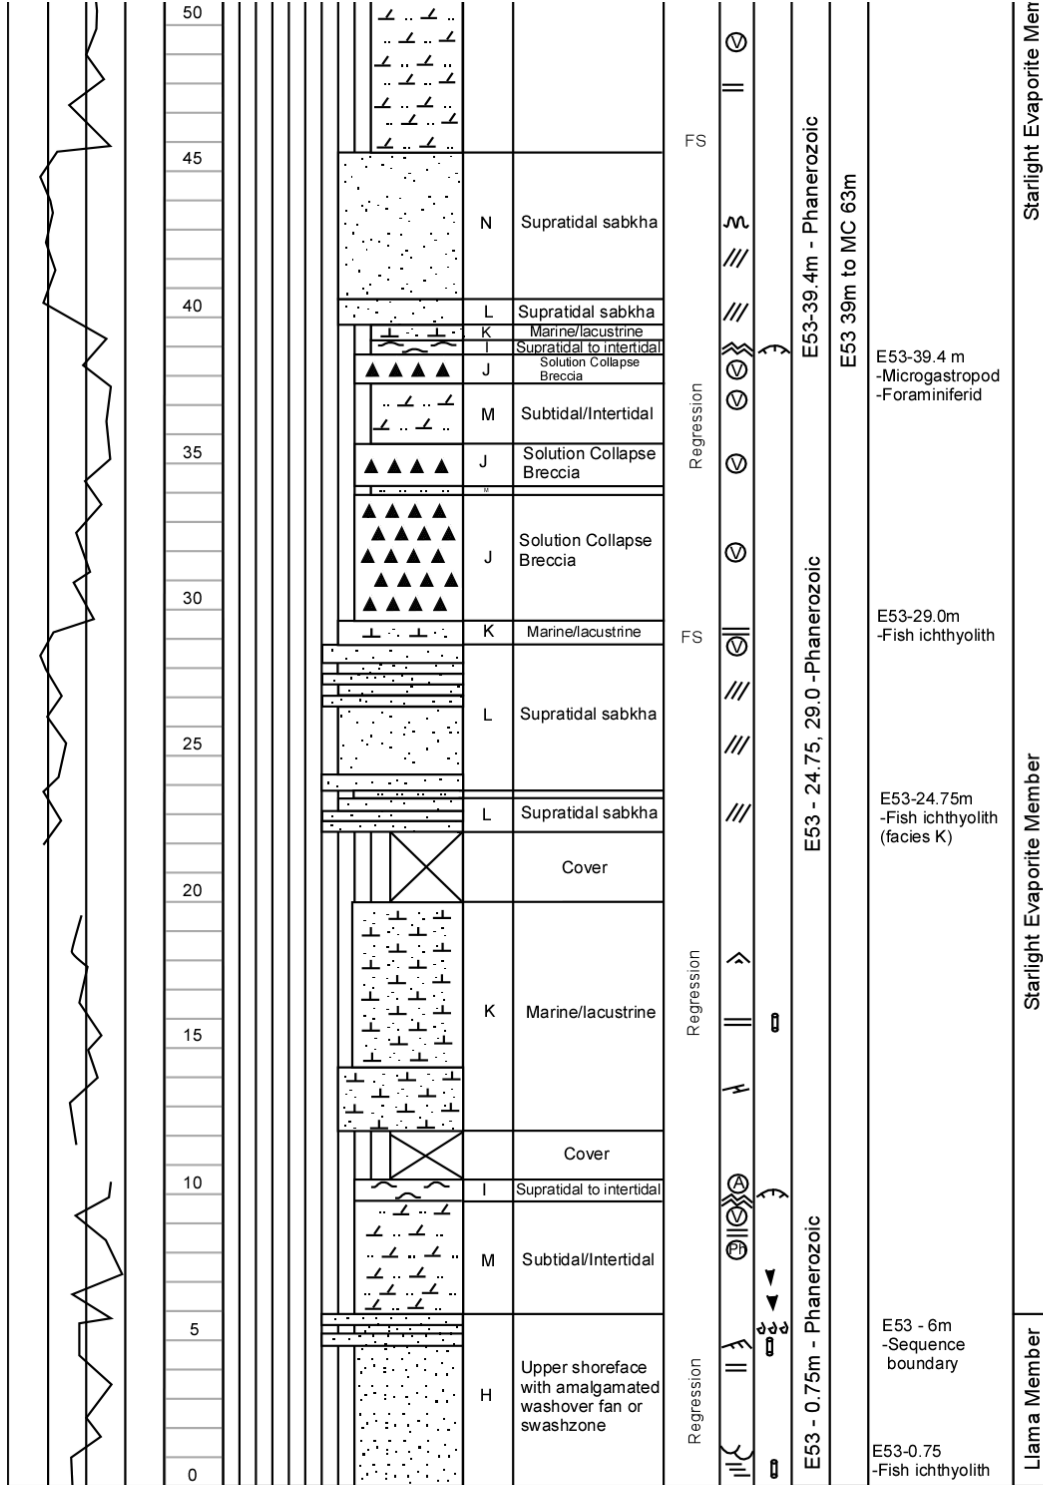 50
Starlight Evaporite Mem
FS
45
N
Supratidal sabkha
E53-39.4m - Phanerozoic
E53 39m to MC 63m
40
L
Supratidal sabkha
K
Marine/lacustrine
I
Supratidal to intertidal
J
Solution Collapse
Breccia
E53-39.4 m
-Microgastropod
-Foraminiferid
M
Subtidal/Intertidal
Regression
35
J
Solution Collapse
Breccia
M
J
Solution Collapse
Breccia
30
K
Marine/lacustrine
FS
E53-29.0m
-Fish ichthyolith
L
Supratidal sabkha
E53 - 24.75, 29.0 -Phanerozoic
25
L
Supratidal sabkha
E53-24.75m
-Fish ichthyolith
(facies K)
Starlight Evaporite Member
Cover
20
K
Marine/lacustrine
Regression
15
Cover
10
I
Supratidal to intertidal
A
V
Ph
M
Subtidal/Intertidal
5
E53 - 6m
-Sequence
boundary
H
Upper shoreface
with amalgamated
washover fan or
swashzone
Regression
E53 - 0.75m - Phanerozoic
Llama Member
E53-0.75
-Fish ichthyolith
0
V
V
V
V
V
V